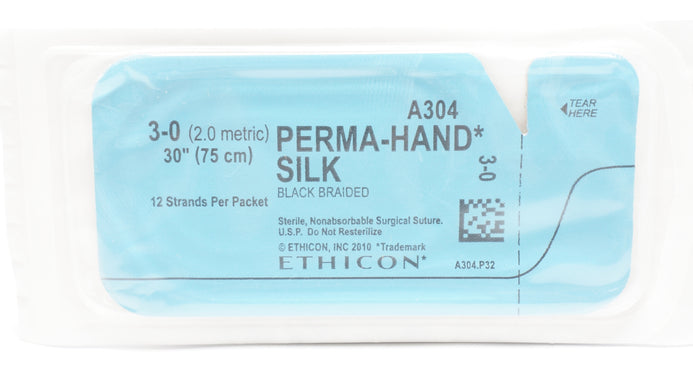 A304
TEAR
HERE
3-0 (2.0 metric)
30" (75 cm)
PERMA-HAND*
SILK
BLACK BRAIDED
3-0
12 Strands Per Packet
Sterile, Nonabsorbable Surgical Suture.
U.S.P. Do Not Resterilize
© ETHICON, INC 2010 *Trademark
ETHICON*
A304.P32